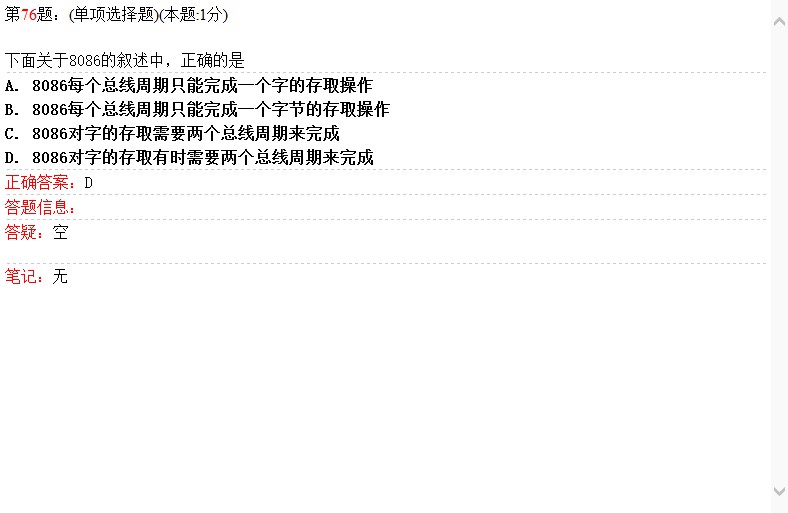 第76题：(单项选择题)(本题:1分)
下面关于8086的叙述中，正确的是
A. 8086每个总线周期只能完成一个字的存取操作
B. 8086每个总线周期只能完成一个字节的存取操作
C. 8086对字的存取需要两个总线周期来完成
D. 8086对字的存取有时需要两个总线周期来完成
正确答案：D
答题信息：
答疑：空
笔记：无